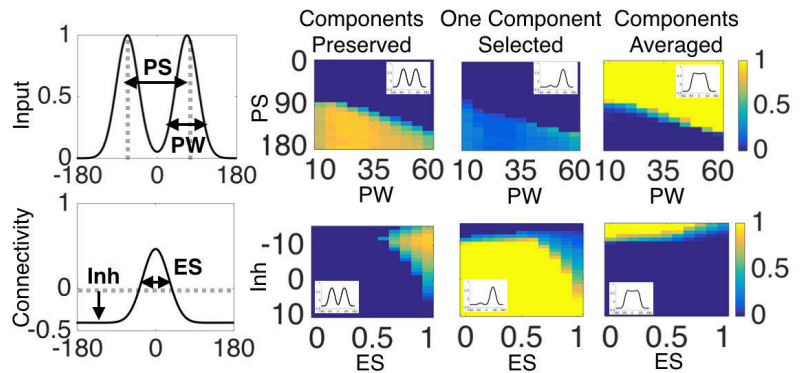 Components Preserved
One Component Selected
Components Averaged
Input
1
0.5
0
PS
PW
-180
0
180
PS
0
90
180
10
35
60
PW
10
35
60
PW
10
35
60
PW
1
0.5
0
Connectivity
0
-0.5
Inh
ES
-180
0
180
Inh
-10
0
10
0
0.5
1
ES
0
0.5
1
ES
0
0.5
1
ES
1
0.5
0